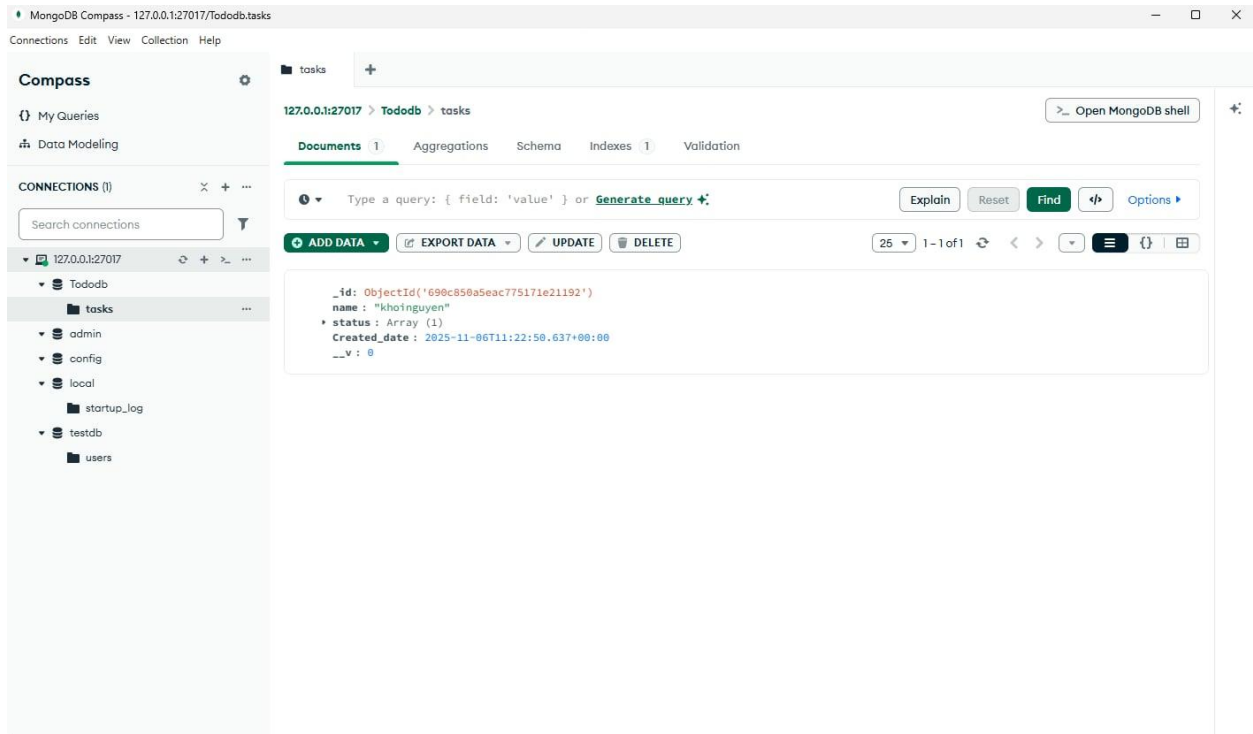 MongoDB Compass - 127.0.0.1:27017/Tododb.tasks
Connections Edit View Collection Help
Compass
{} My Queries
Data Modeling
CONNECTIONS (1)
Search connections
127.0.0.1:27017
Tododb
tasks
admin
config
local
startup_log
testdb
users
tasks
127.0.0.1:27017 > Tododb > tasks
>_ Open MongoDB shell
Documents 1 Aggregations Schema Indexes 1 Validation
Type a query: { field: 'value' } or Generate query
Explain Reset Find </> Options
ADD DATA EXPORT DATA UPDATE DELETE
25 1-1 of 1 {}
_id: ObjectId('690c850a5eac775171e21192')
name : "khoinguyen"
status : Array (1)
Created_date : 2025-11-06T11:22:50.637+00:00
__v : 0